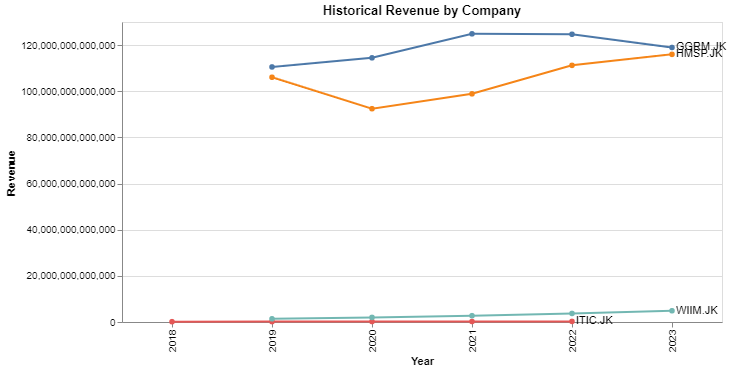 Historical Revenue by Company
120,000,000,000,000
100,000,000,000,000
80,000,000,000,000
60,000,000,000,000
40,000,000,000,000
20,000,000,000,000
0
Revenue
GGRM.JK
HMSP.JK
WIIM.JK
ITIC.JK
2018
2019
2020
2021
2022
2023
Year